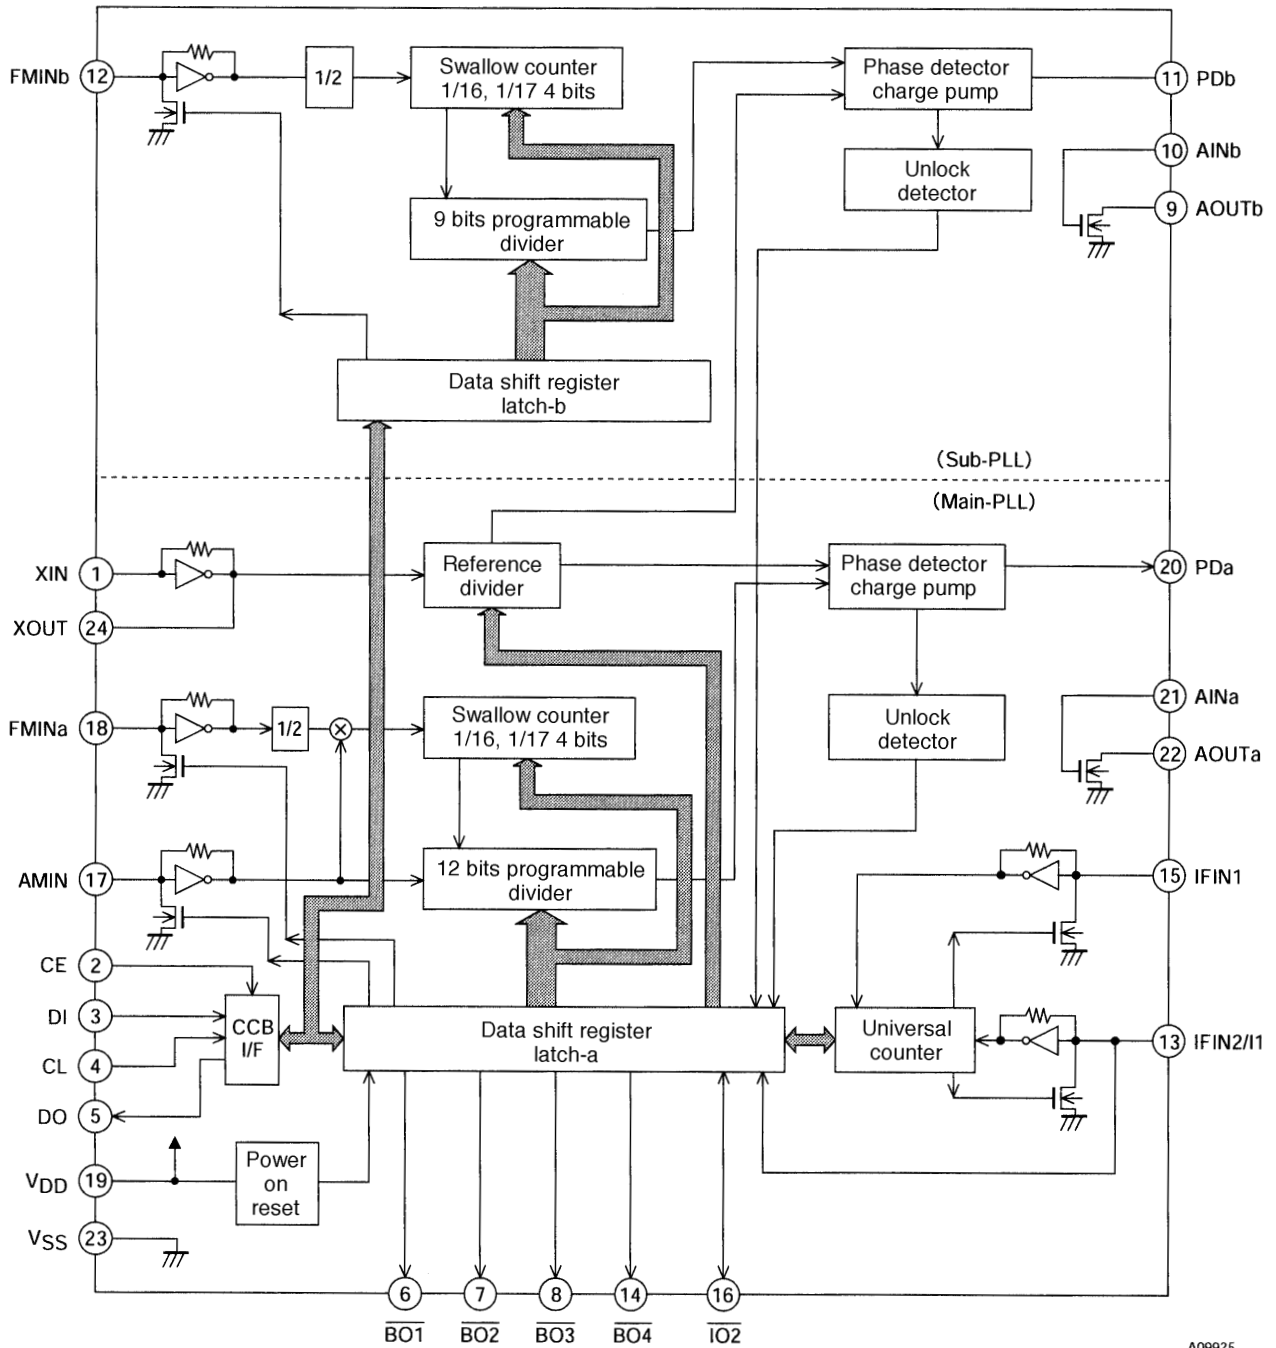 FMINb 12
1/2
Swallow counter
1/16, 1/17 4 bits
Phase detector
charge pump
11 PDb
10 AINb
Unlock
detector
9 AOUTb
9 bits programmable
divider
Data shift register
latch-b
(Sub-PLL)
(Main-PLL)
XIN 1
Reference
divider
Phase detector
charge pump
20 PDa
XOUT 24
FMINa 18
1/2
Swallow counter
1/16, 1/17 4 bits
Unlock
detector
21 AINa
22 AOUTa
AMIN 17
12 bits programmable
divider
15 IFIN1
CE 2
DI 3
CL 4
DO 5
CCB
I/F
Data shift register
latch-a
Universal
counter
13 IFIN2/I1
VDD 19
Power
on
reset
VSS 23
6 7 8 14 16
BO1 BO2 BO3 BO4 IO2